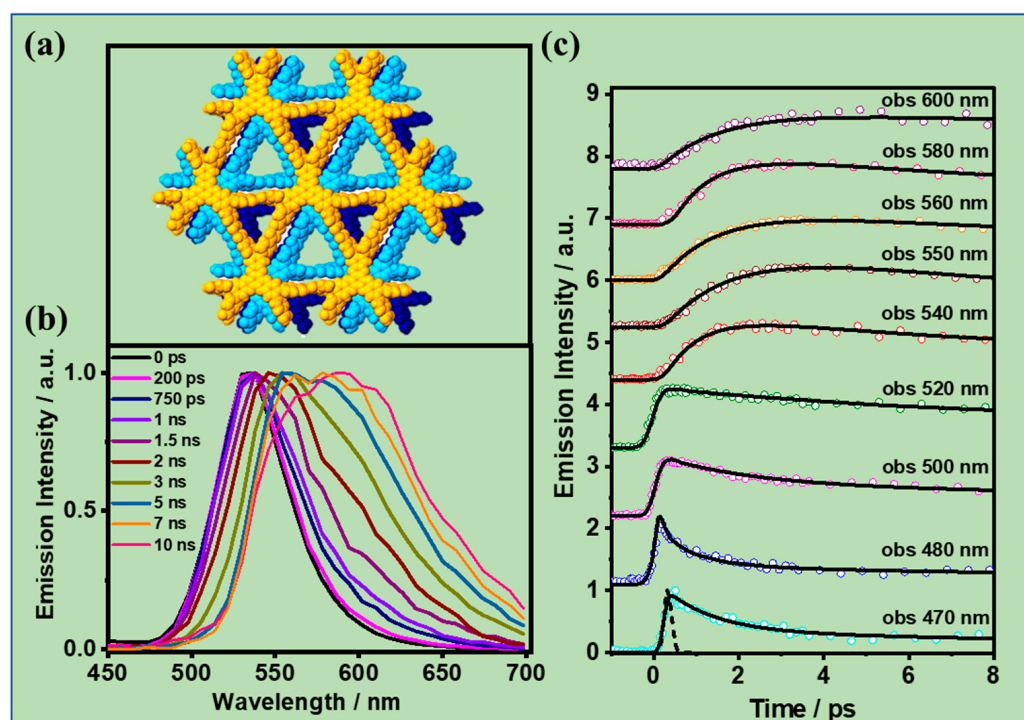 (a)
(b)
Emission Intensity / a.u.
1.0
0.5
0.0
0 ps
200 ps
750 ps
1 ns
1.5 ns
2 ns
3 ns
5 ns
7 ns
10 ns
450 500 550 600 650 700
Wavelength / nm
(c)
Emission Intensity / a.u.
9
8
7
6
5
4
3
2
1
0
obs 600 nm
obs 580 nm
obs 560 nm
obs 550 nm
obs 540 nm
obs 520 nm
obs 500 nm
obs 480 nm
obs 470 nm
0 2 4 6 8
Time / ps